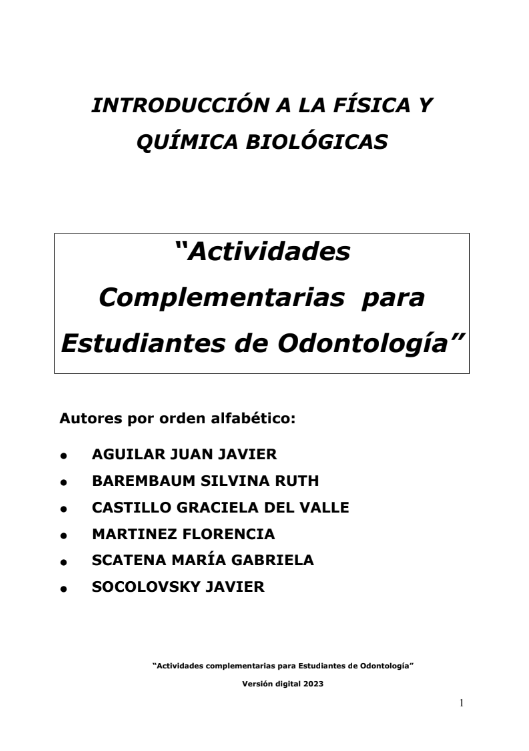 INTRODUCCIÓN A LA FÍSICA Y
QUÍMICA BIOLÓGICAS
“Actividades
Complementarias para
Estudiantes de Odontología”
Autores por orden alfabético:
● AGUILAR JUAN JAVIER
● BAREMBAUM SILVINA RUTH
● CASTILLO GRACIELA DEL VALLE
● MARTINEZ FLORENCIA
● SCATENA MARÍA GABRIELA
● SOCOLOVSKY JAVIER
“Actividades complementarias para Estudiantes de Odontología”
Versión digital 2023
1